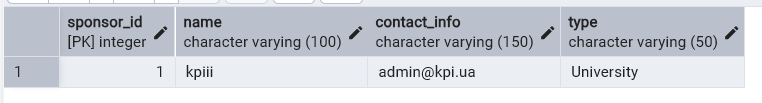 sponsor_id name contact_info type
[PK] integer character varying (100) character varying (150) character varying (50)
1 1 kpiii admin@kpi.ua University